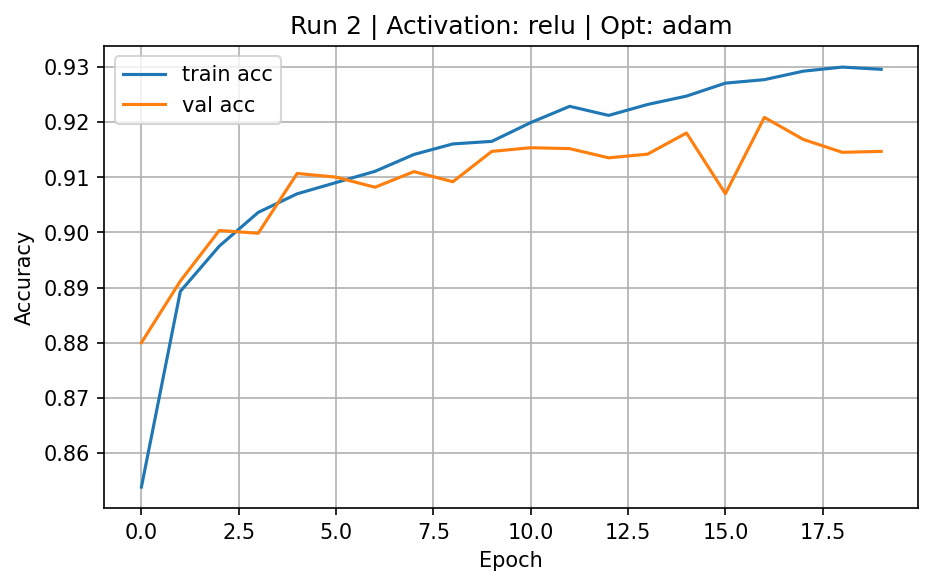 Run 2 | Activation: relu | Opt: adam
train acc
val acc
0.93
0.92
0.91
0.90
0.89
0.88
0.87
0.86
Accuracy
0.0 2.5 5.0 7.5 10.0 12.5 15.0 17.5
Epoch